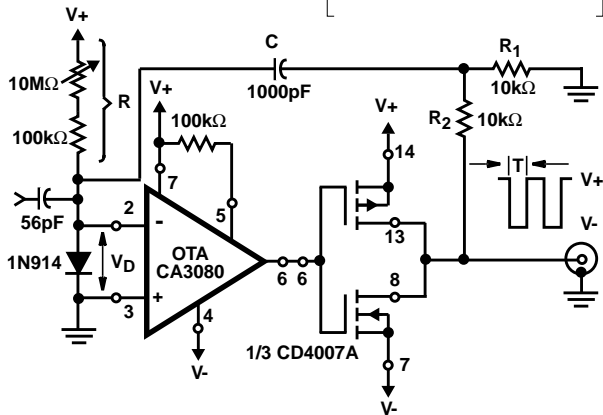 V+
10MΩ
R
100kΩ
56pF
1N914
V_D
2
-
3
+
OTA
CA3080
4
V-
V+
7
100kΩ
5
6 6
C
1000pF
R1
10kΩ
R2
10kΩ
V+
14
13
8
7
V-
1/3 CD4007A
T
V+
V-